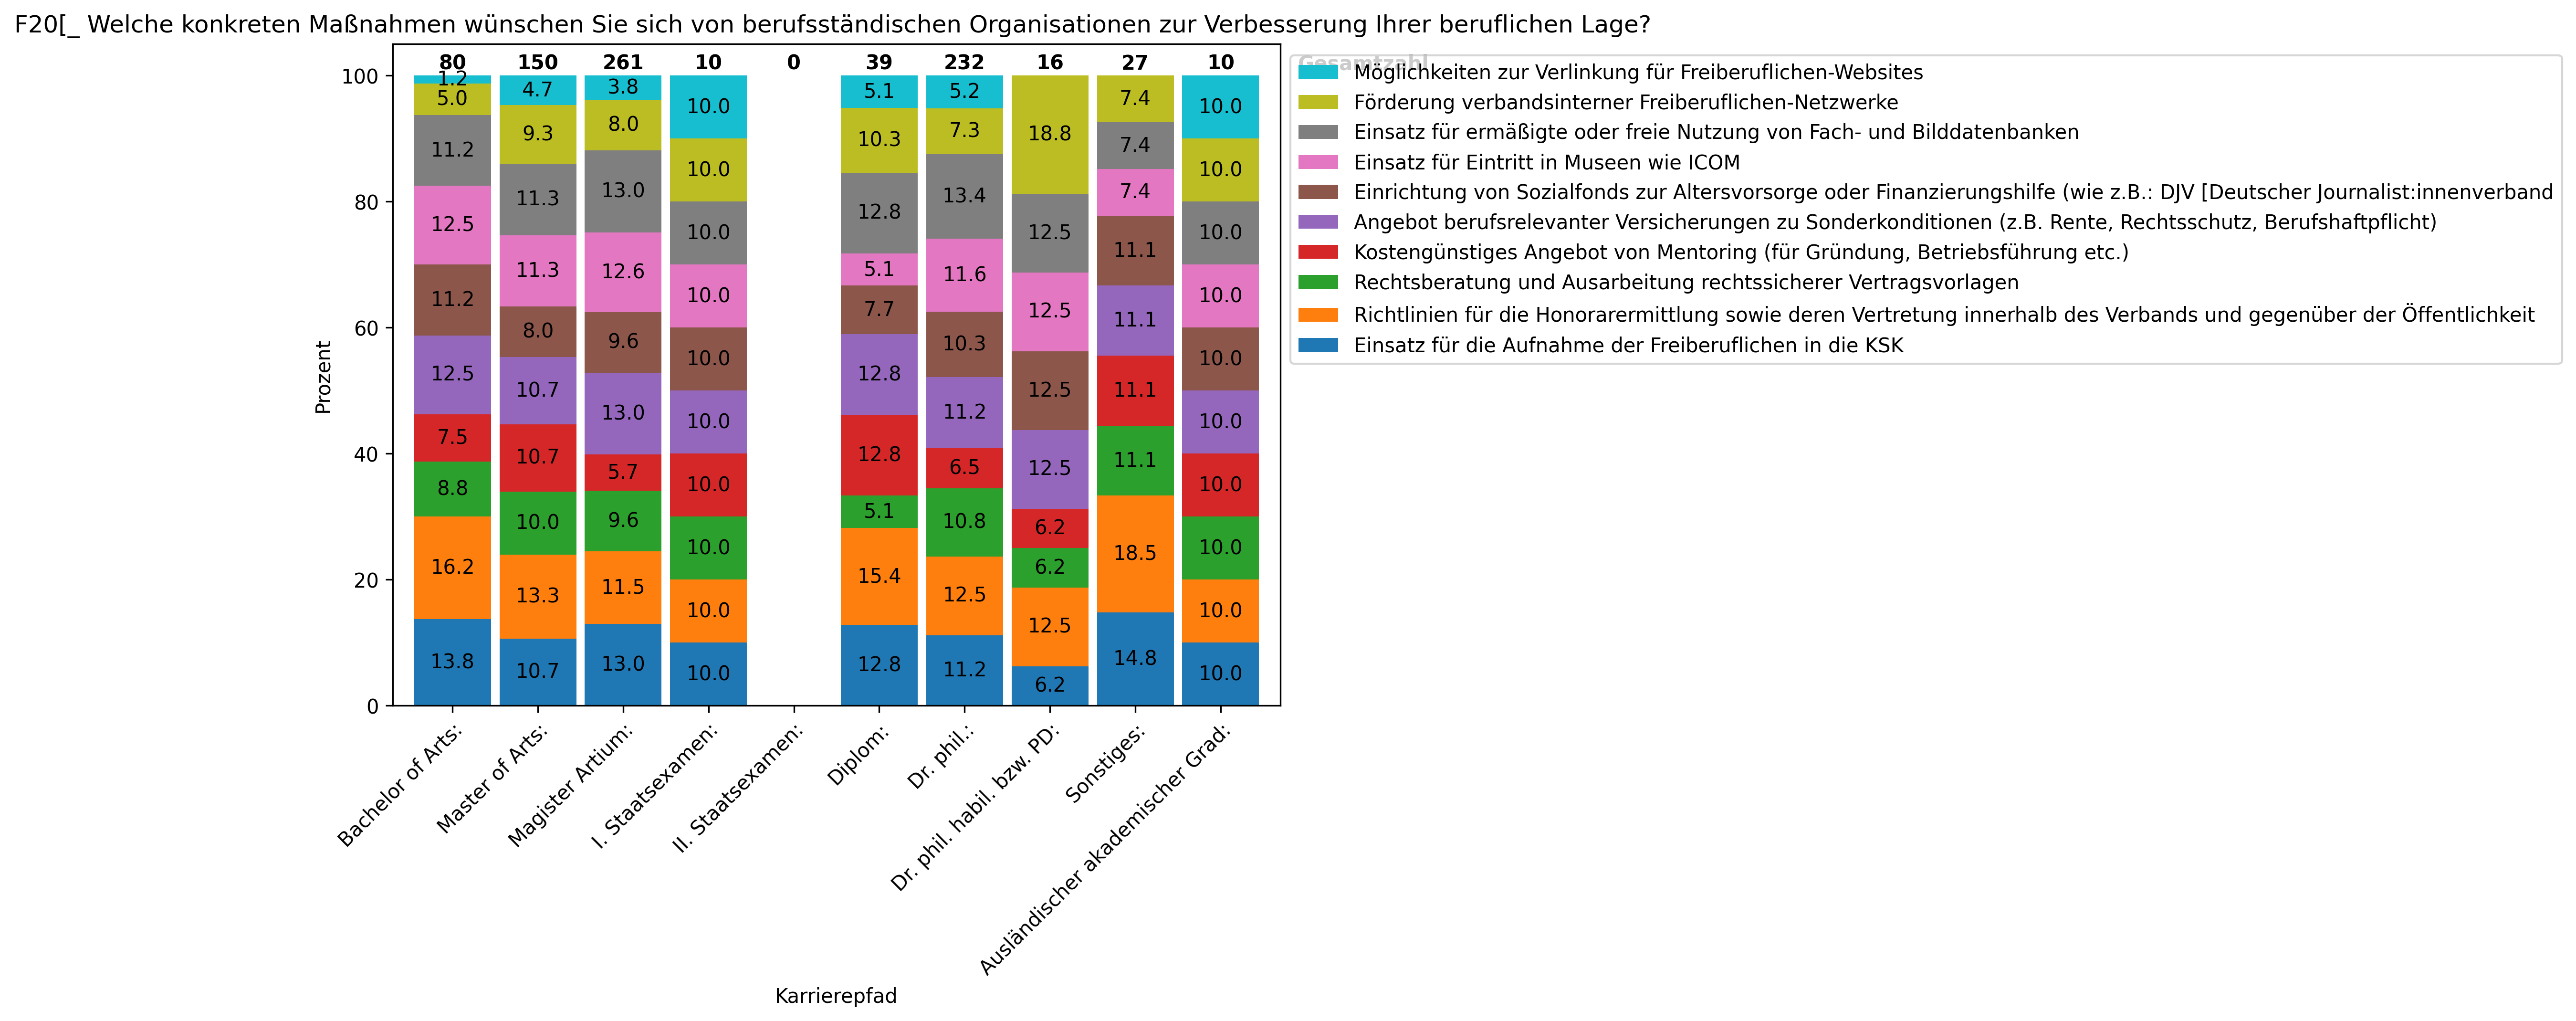 F20[_ Welche konkreten Maßnahmen wünschen Sie sich von berufsständischen Organisationen zur Verbesserung Ihrer beruflichen Lage?
80 150 261 10 0 39 232 16 27 10
Gesamtzahl
Möglichkeiten zur Verlinkung für Freiberuflichen-Websites
Förderung verbandsinterner Freiberuflichen-Netzwerke
Einsatz für ermäßigte oder freie Nutzung von Fach- und Bilddatenbanken
Einsatz für Eintritt in Museen wie ICOM
Einrichtung von Sozialfonds zur Altersvorsorge oder Finanzierungshilfe (wie z.B.: DJV [Deutscher Journalist:innenverband
Angebot berufsrelevanter Versicherungen zu Sonderkonditionen (z.B. Rente, Rechtsschutz, Berufshaftpflicht)
Kostengünstiges Angebot von Mentoring (für Gründung, Betriebsführung etc.)
Rechtsberatung und Ausarbeitung rechtssicherer Vertragsvorlagen
Richtlinien für die Honorarermittlung sowie deren Vertretung innerhalb des Verbands und gegenüber der Öffentlichkeit
Einsatz für die Aufnahme der Freiberuflichen in die KSK
Prozent
100
80
60
40
20
0
1.2 4.7 3.8 10.0 5.1 5.2 10.0
5.0 9.3 8.0 10.0 10.3 7.3 18.8 7.4 10.0
11.2 11.3 13.0 10.0 12.8 13.4 12.5 7.4 10.0
12.5 11.3 12.6 10.0 5.1 11.6 12.5 7.4 10.0
11.2 8.0 9.6 10.0 7.7 10.3 12.5 11.1 10.0
12.5 10.7 13.0 10.0 12.8 11.2 12.5 11.1 10.0
7.5 10.7 5.7 10.0 12.8 6.5 6.2 11.1 10.0
8.8 10.0 9.6 10.0 5.1 10.8 6.2 11.1 10.0
16.2 13.3 11.5 10.0 15.4 12.5 12.5 18.5 10.0
13.8 10.7 13.0 10.0 12.8 11.2 6.2 14.8 10.0
Bachelor of Arts:
Master of Arts:
Magister Artium:
I. Staatsexamen:
II. Staatsexamen:
Diplom:
Dr. phil.:
Dr. phil. habil. bzw. PD:
Sonstiges:
Ausländischer akademischer Grad:
Karrierepfad